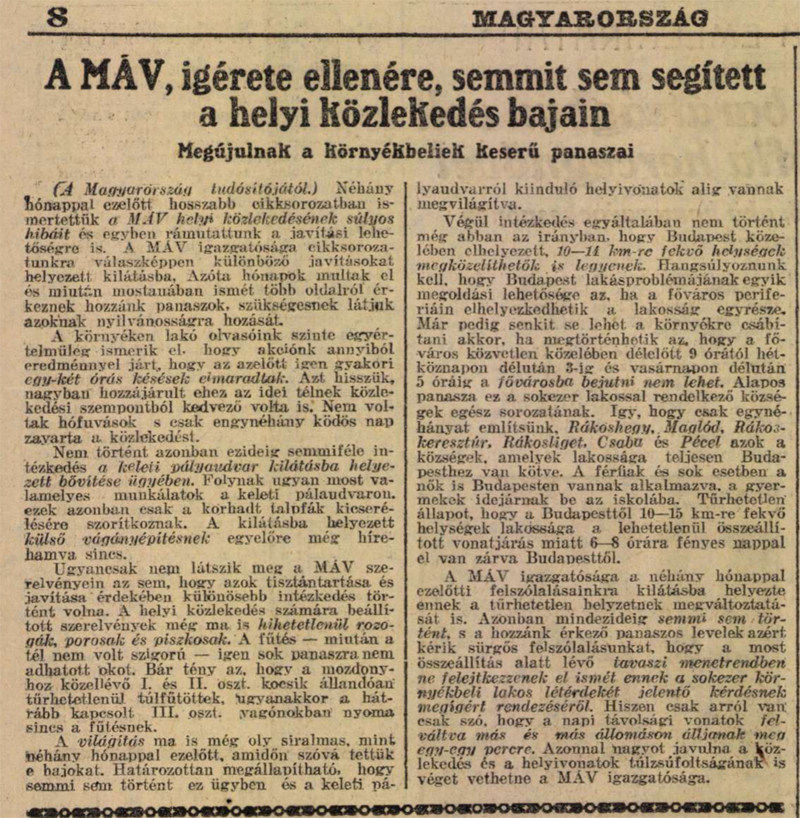 8
MAGYARORSZÁG
A MÁV, igérete ellenére, semmit sem segített
a helyi közlekedés bajain
Megújulnak a környékbeliek keserű panaszai
(A Magyarország tudósítójától.) Néhány
hónappal ezelőtt hosszabb cikksorozatban is-
mertettük a MÁV helyi közlekedésének súlyos
hibáit és egyben rámutattunk a javítási lehe-
tőségre is. A MÁV igazgatósága cikksoroza-
tunkra válaszképpen különböző javításokat
helyezett kilátásba. Azóta hónapok multak el
és miután mostanában ismét több oldalról ér-
keznek hozzánk panaszok, szükségesnek látjuk
azoknak nyilvánosságra hozását.
A környéken lakó olvasóink szinte egyér-
telmüleg ismerik el, hogy akciónk annyiból
eredménnyel járt, hogy az azelőtt igen gyakori
egy-két órás késések elmaradtak. Azt hisszük,
nagyban hozzájárult ehez az idei télnek közle-
kedési szempontból kedvező volta is. Nem vol-
tak hófuvások s csak engynéhány ködös nap
zavarta a közlekedést.
Nem történt azonban ezideig semmiféle in-
tézkedés a keleti pályaudvar kilátásba helye-
zett bővítése ügyében. Folynak ugyan most va-
lamelyes munkálatok a keleti pálaudvaron,
ezek azonban csak a korhadt talpfák kicseré-
lésére szorítkoznak. A kilátásba helyezett
külső vágányépítésnek egyelőre még híre-
hamva sincs.
Ugyancsak nem látszik meg a MÁV sze-
relvényein az sem, hogy azok tisztántartása és
javítása érdekében különösebb intézkedés tör-
tént volna. A helyi közlekedés számára beállí-
tott szerelvények még ma is hihetetlenül rozo-
gák, porosak és piszkosak. A fűtés — miután a
tél nem volt szigorú — igen sok panaszra nem
adhatott okot. Bár tény az, hogy a mozdony-
hoz közellévő I. és II. oszt. kocsik állandóan
tűrhetetlenül túlfűtöttek, ugyanakkor a hát-
rább kapcsolt III. oszt. vagónokban nyoma
sincs a fűtésnek.
A világítás ma is még oly siralmas, mint
néhány hónappal ezelőtt, amidőn szóvá tettük
e bajokat. Határozottan megállapítható, hogy
semmi sem történt ez ügyben és a keleti pá-
lyaudvarról kiinduló helyivonatok alig vannak
megvilágítva.
Végül intézkedés egyáltalában nem történt
még abban az irányban, hogy Budapest köze-
lében elhelyezett, 10—14 km-re fekvő helységek
megközelíthetők is legyenek. Hangsúlyoznunk
kell, hogy Budapest lakásproblémájának egyik
megoldási lehetősége az, ha a főváros perife-
riáin elhelyezkedhetik a lakosság egyrésze.
Már pedig senkit se lehet a környékre csábí-
tani akkor, ha megtörténhetik az, hogy a fő-
város közvetlen közelében délelőtt 9 órától hét-
köznapon délután 3-ig és vasárnapon délután
5 óráig a fővárosba bejutni nem lehet. Alapos
panasza ez a sokezer lakossal rendelkező közsé-
gek egész sorozatának. Igy, hogy csak egyné-
hányat említsünk, Rákoshegy, Maglód, Rákos-
keresztúr, Rákosliget, Csaba és Pécel azok a
községek, amelyek lakossága teljesen Buda-
pesthez van kötve. A férfiak és sok esetben a
nők is Budapesten vannak alkalmazva, a gyer-
mekek idejárnak be az iskolába. Tűrhetetlen
állapot, hogy a Budapesttől 10—15 km-re fekvő
helységek lakossága a lehetetlenül összeállí-
tott vonatjárás miatt 6—8 órára fényes nappal
el van zárva Budapesttől.
A MÁV igazgatósága a néhány hónappal
ezelőtti felszólalásainkra kilátásba helyezte
ennek a tűrhetetlen helyzetnek megváltoztatá-
sát is. Azonban mindezideig semmi sem tör-
tént, s a hozzánk érkező panaszos levelek azért
kérik sürgős felszólalásunkat, hogy a most
összeállítás alatt lévő tavaszi menetrendben
ne felejtkezzenek el ismét ennek a sokezer kör-
nyékbeli lakos létérdekét jelentő kérdésnek
megígért rendezéséről. Hiszen csak arról van
csak szó, hogy a napi távolsági vonatok fel-
váltva más és más állomáson álljanak meg
egy-egy percre. Azonnal nagyot javulna a köz-
lekedés és a helyivonatok túlzsúfoltságának is
véget vethetne a MÁV igazgatósága.